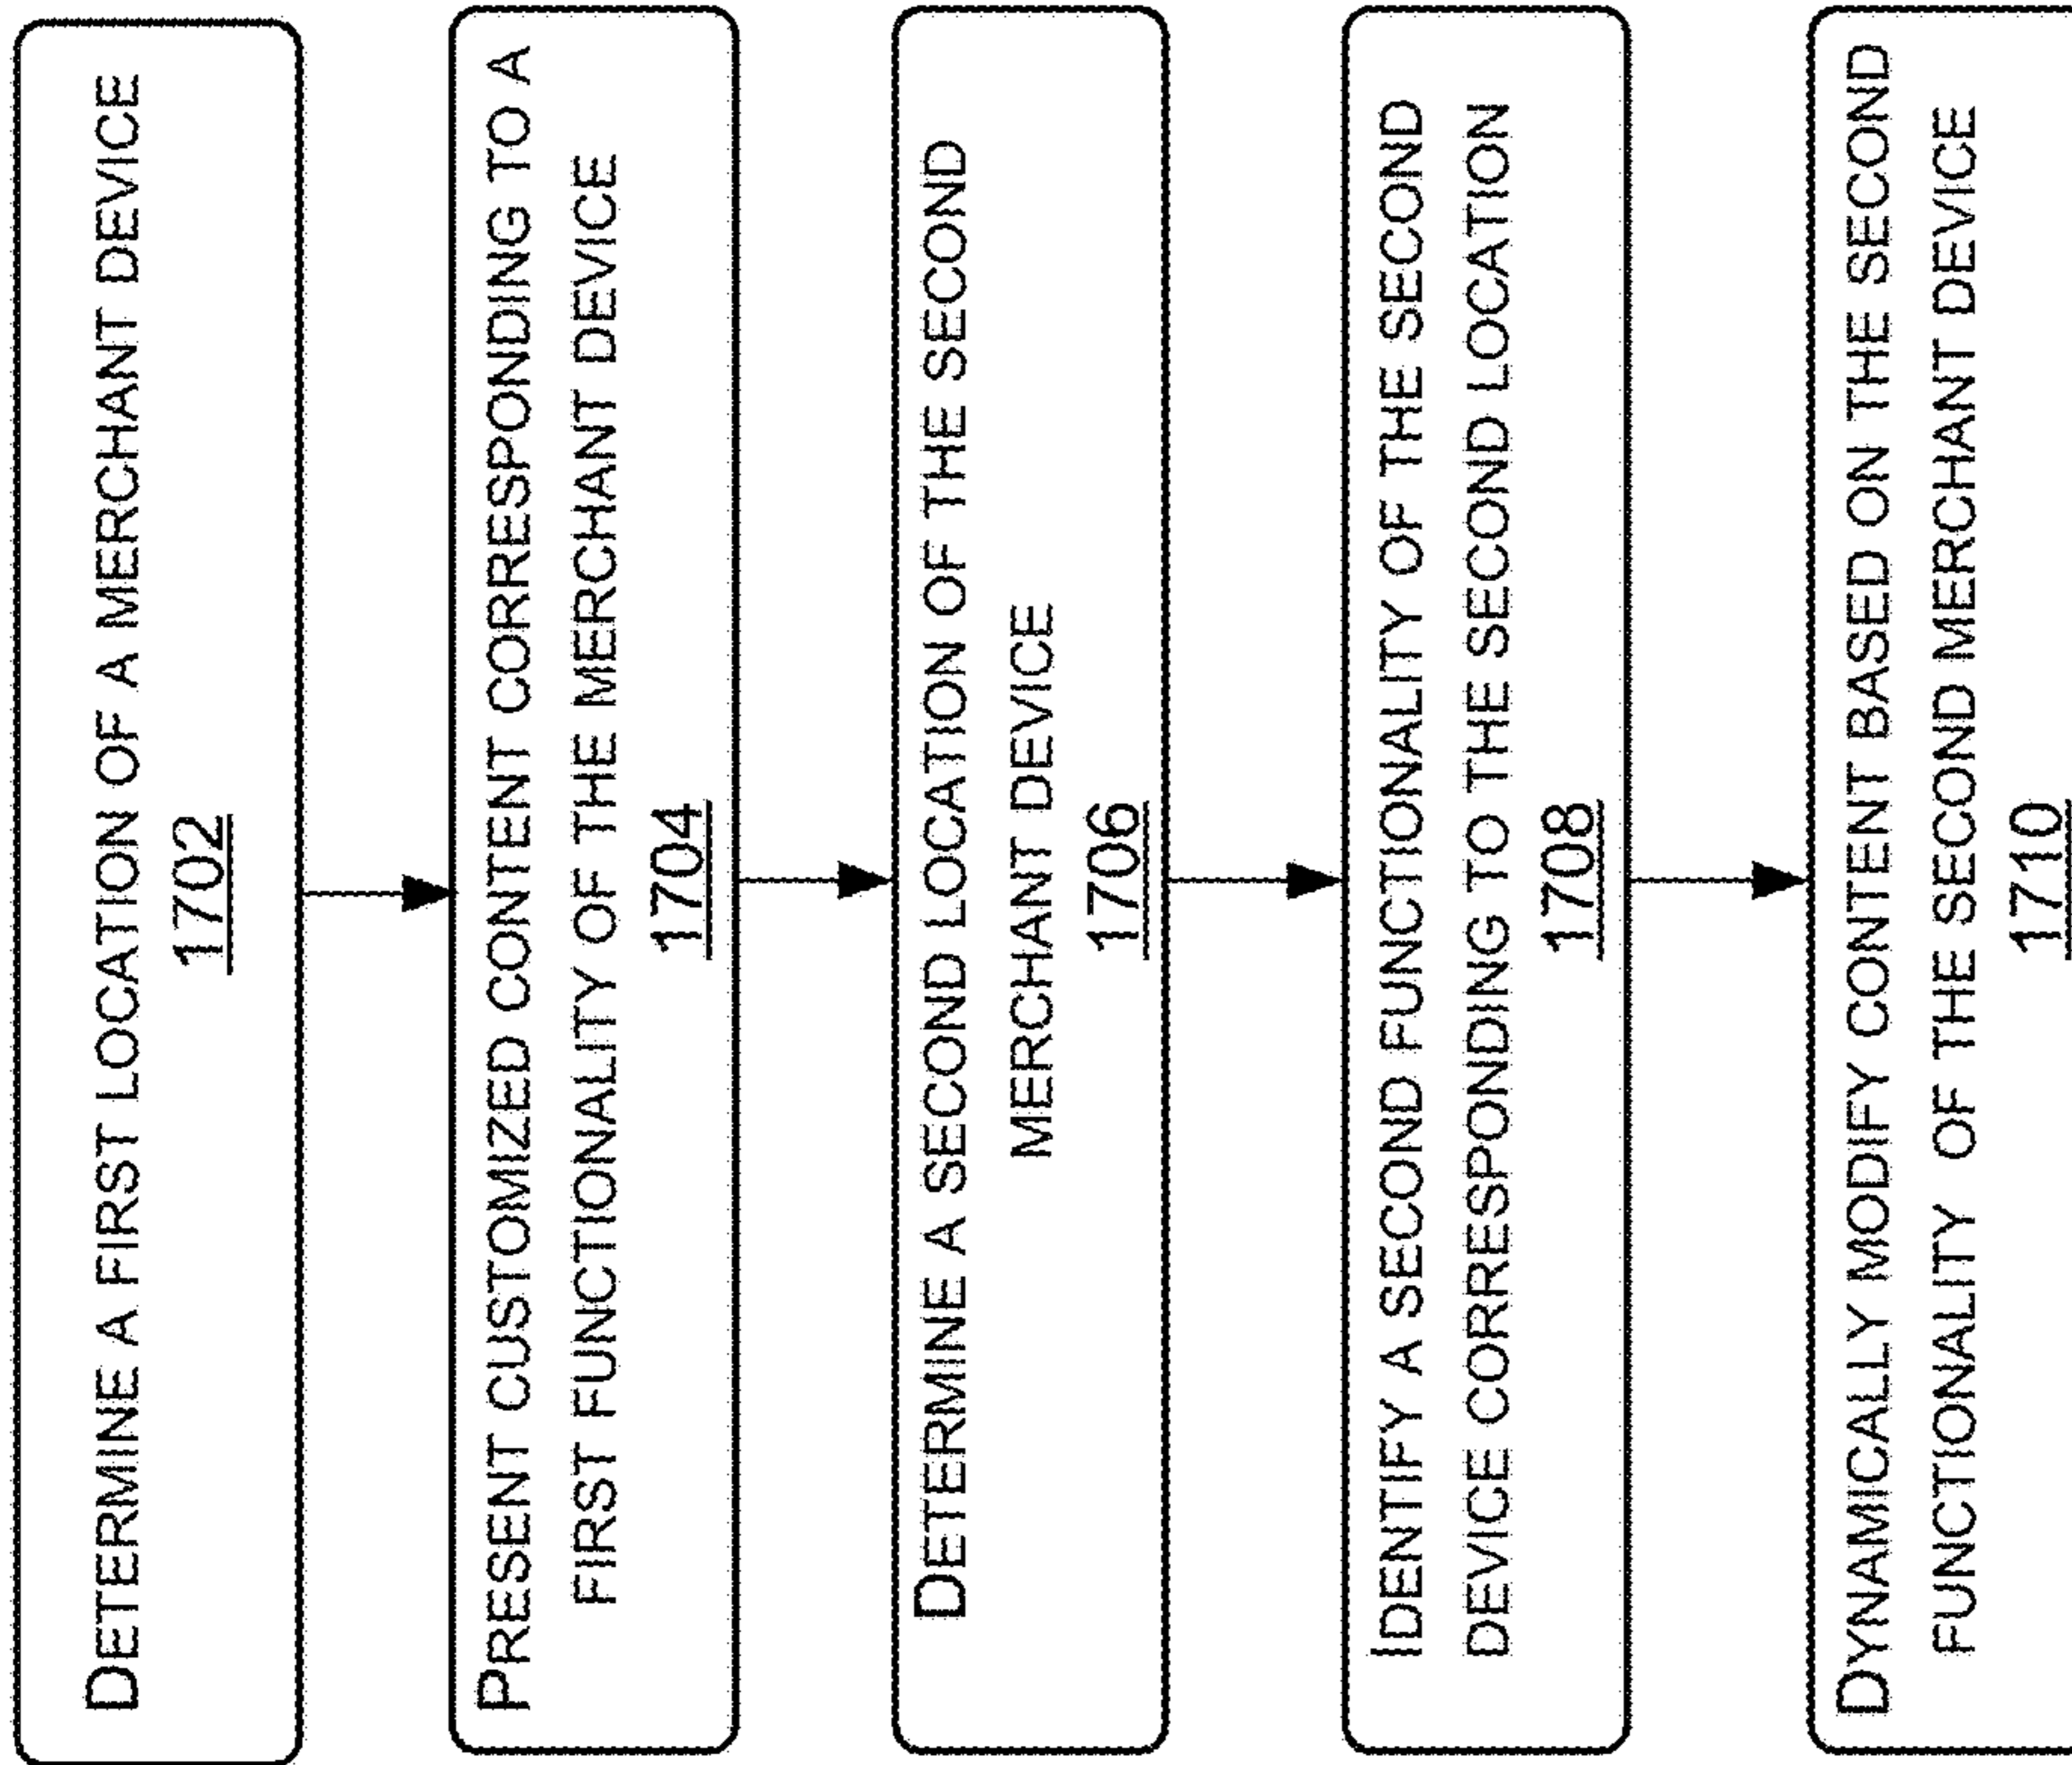 DETERMINE A FIRST LOCATION OF A MERCHANT DEVICE
1702
PRESENT CUSTOMIZED CONTENT CORRESPONDING TO A
FIRST FUNCTIONALITY OF THE MERCHANT DEVICE
1704
DETERMINE A SECOND LOCATION OF THE SECOND
MERCHANT DEVICE
1706
IDENTIFY A SECOND FUNCTIONALITY OF THE SECOND
DEVICE CORRESPONDING TO THE SECOND LOCATION
1708
DYNAMICALLY MODIFY CONTENT BASED ON THE SECOND
FUNCTIONALITY OF THE SECOND MERCHANT DEVICE
1710